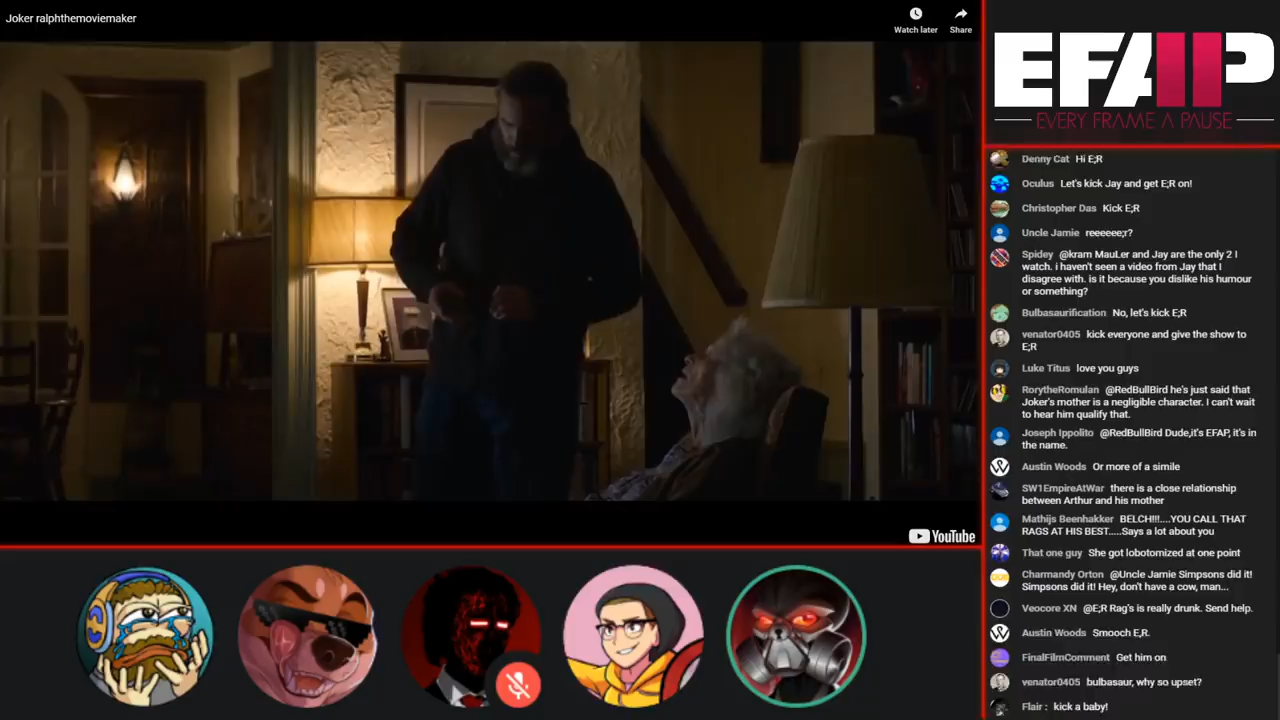 Joker ralphthemoviemaker
Watch later
Share
YouTube
EFAP
EVERY FRAME A PAUSE
Denny Cat Hi E;R
Oculus Let's kick Jay and get E;R on!
Christopher Das Kick E;R
Uncle Jamie reeeeee;r?
Spidey @kram MauLer and Jay are the only 2 I
watch. i haven't seen a video from Jay that I
disagree with. is it because you dislike his humour
or something?
Bulbasaurification No, let's kick E;R
venator0405 kick everyone and give the show to
E;R
Luke Titus love you guys
RorytheRomulan @RedBullBird he's just said that
Joker's mother is a negligible character. I can't wait
to hear him qualify that.
Joseph Ippolito @RedBullBird Dude,it's EFAP, it's in
the name.
Austin Woods Or more of a simile
SW1EmpireAtWar there is a close relationship
between Arthur and his mother
Mathijs Beenhakker BELCH!!!....YOU CALL THAT
RAGS AT HIS BEST.....Says a lot about you
That one guy She got lobotomized at one point
Charmandy Orton @Uncle Jamie Simpsons did it!
Simpsons did it! Hey, don't have a cow, man...
Veocore XN @E;R Rag's is really drunk. Send help.
Austin Woods Smooch E,R.
FinalFilmComment Get him on
venator0405 bulbasaur, why so upset?
Flair : kick a baby!